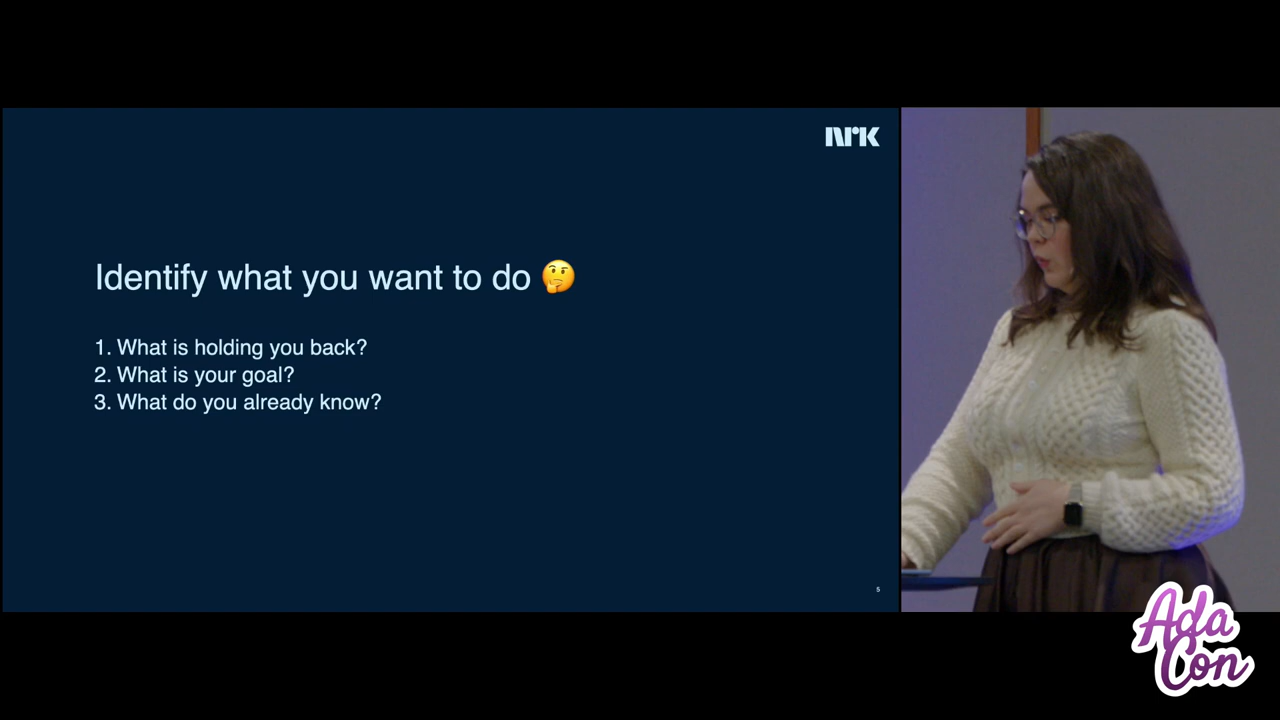 NRK
Identify what you want to do 🤔
1. What is holding you back?
2. What is your goal?
3. What do you already know?
5
Ada
Con